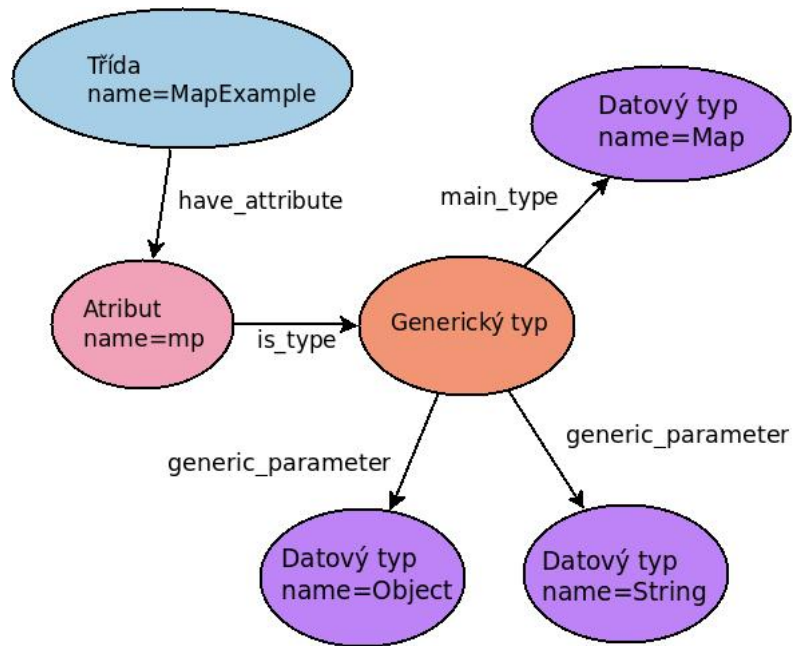 Třída
name=MapExample
Datový typ
name=Map
have_attribute
main_type
Atribut
name=mp
is_type
Generický typ
generic_parameter
generic_parameter
Datový typ
name=Object
Datový typ
name=String